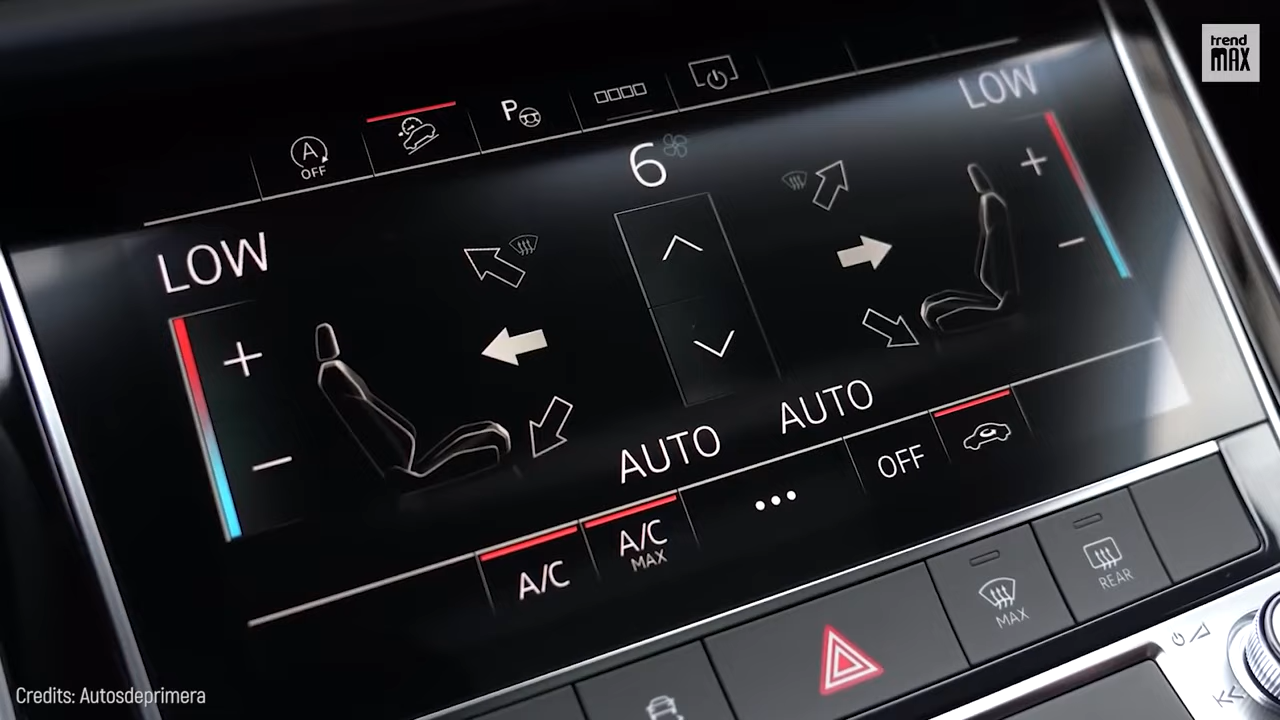 trend
MAX
LOW
P
A
OFF
6
LOW
+
+
−
−
AUTO
AUTO
OFF
A/C
MAX
•••
A/C
REAR
MAX
Credits: Autosdeprimera